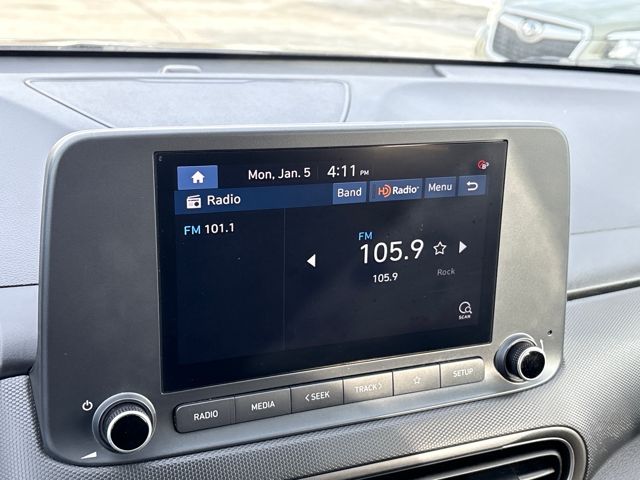 Mon, Jan. 5 4:11 PM
Radio Band HD Radio Menu
FM 101.1
FM
105.9
105.9
Rock
SCAN
RADIO MEDIA < SEEK TRACK > SETUP